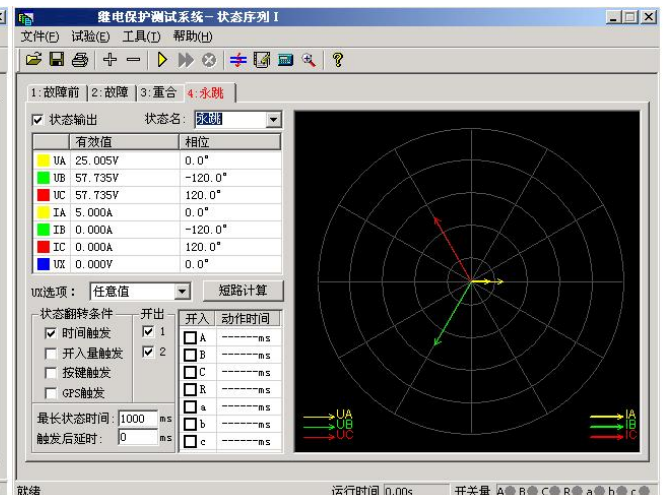 继电保护测试系统-状态序列I
文件(F) 试验(E) 工具(T) 帮助(H)
1:故障前 2:故障 3:重合 4:永跳
状态输出 状态名: 永跳
有效值 相位
UA 25.005V 0.0°
UB 57.735V -120.0°
UC 57.735V 120.0°
IA 5.000A 0.0°
IB 0.000A -120.0°
IC 0.000A 120.0°
UX 0.000V 0.0°
UX选项: 任意值 短路计算
状态翻转条件 开出 开入 动作时间
时间触发 1 A ------ms
开入量触发 2 B ------ms
按键触发 C ------ms
GPS触发 R ------ms
a ------ms
最长状态时间: 1000 ms b ------ms
触发后延时: 0 ms c ------ms
UA IA
UB IB
UC IC
就绪 运行时间 0.00s 开关量 A B C R a b c